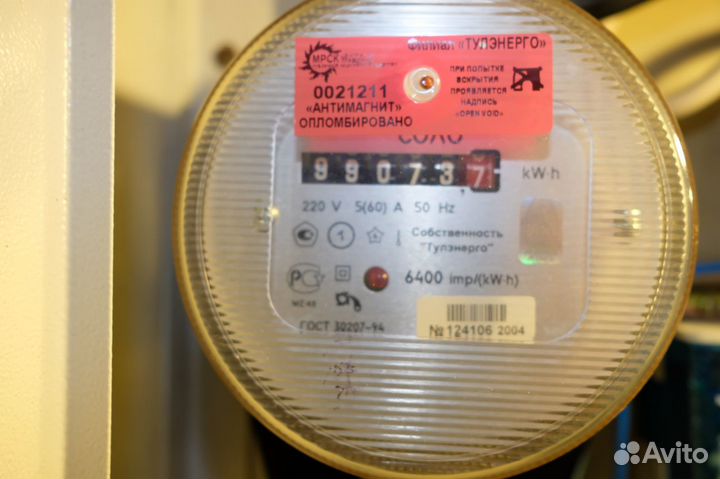 Филиал «ТУЛЭНЕРГО»
МРСК
0021211
«АНТИМАГНИТ»
ОПЛОМБИРОВАНО
ПРИ ПОПЫТКЕ
ВСКРЫТИЯ
ПРОЯВЛЯЕТСЯ
НАДПИСЬ
«OPEN VOID»
СОЛО
990737 kW·h
220 V 5(60) A 50 Hz
1
Собственность
"Тулэнерго"
6400 imp/(kW·h)
ГОСТ 30207-94
№124106 2004
Avito